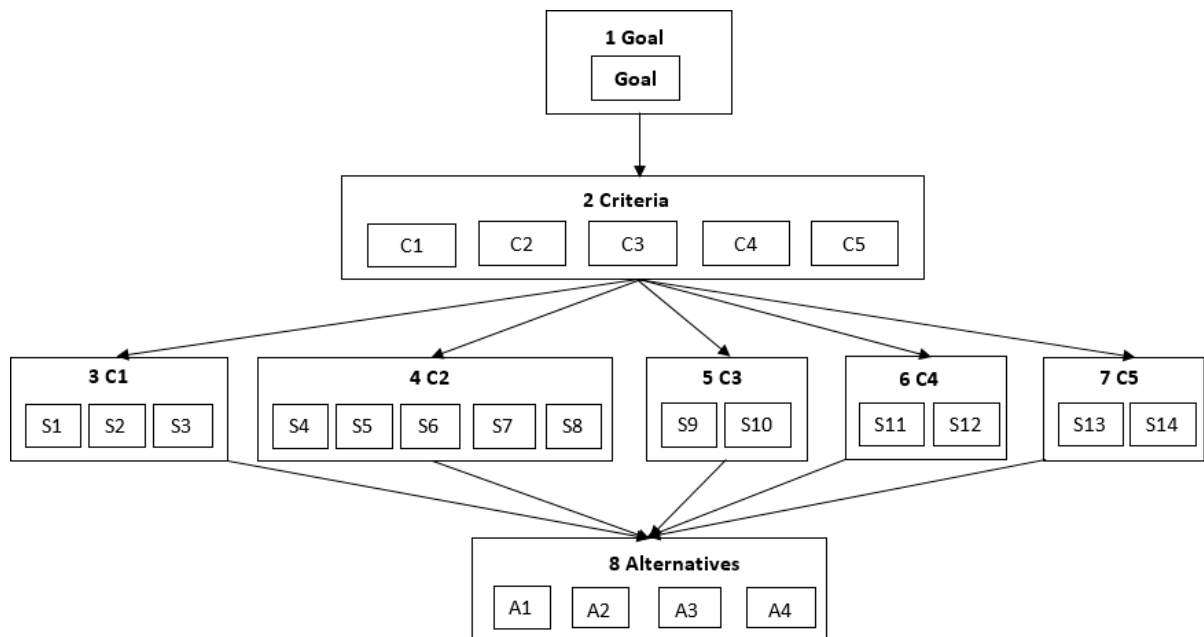 1 Goal
Goal
2 Criteria
C1 C2 C3 C4 C5
3 C1
S1 S2 S3
4 C2
S4 S5 S6 S7 S8
5 C3
S9 S10
6 C4
S11 S12
7 C5
S13 S14
8 Alternatives
A1 A2 A3 A4